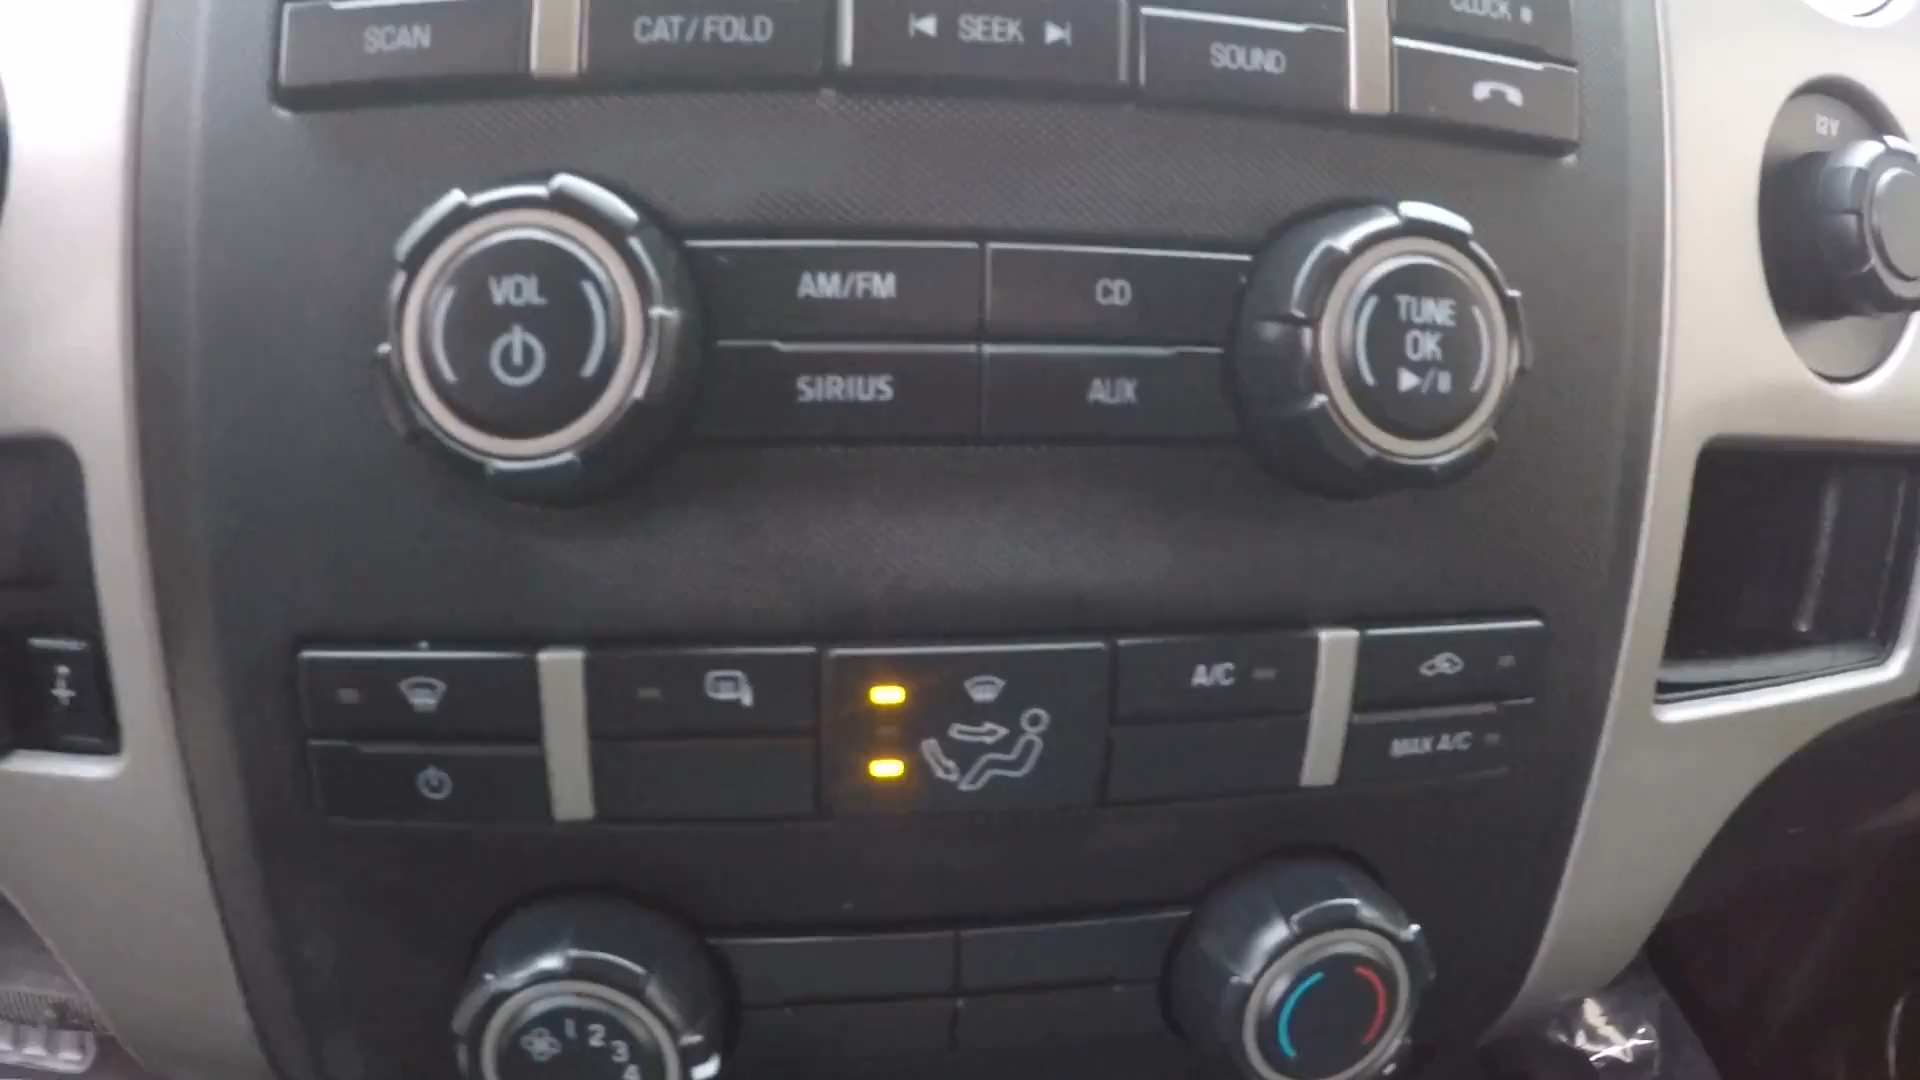 SCAN
CAT/FOLD
SEEK
SOUND
CLOCK
12V
VOL
AM/FM
CD
TUNE
OK
SIRIUS
AUX
A/C
MAX A/C
1 2 3 4